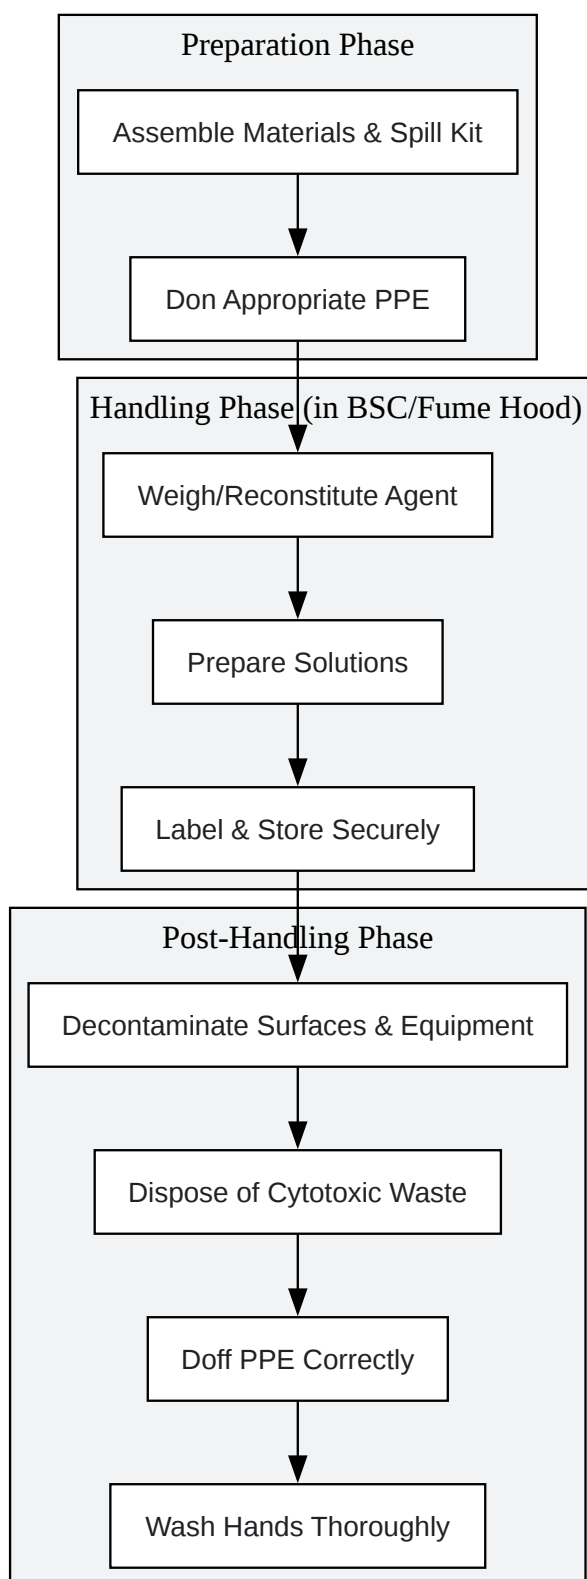 Preparation Phase
Assemble Materials & Spill Kit
Don Appropriate PPE
Handling Phase (in BSC/Fume Hood)
Weigh/Reconstitute Agent
Prepare Solutions
Label & Store Securely
Post-Handling Phase
Decontaminate Surfaces & Equipment
Dispose of Cytotoxic Waste
Doff PPE Correctly
Wash Hands Thoroughly